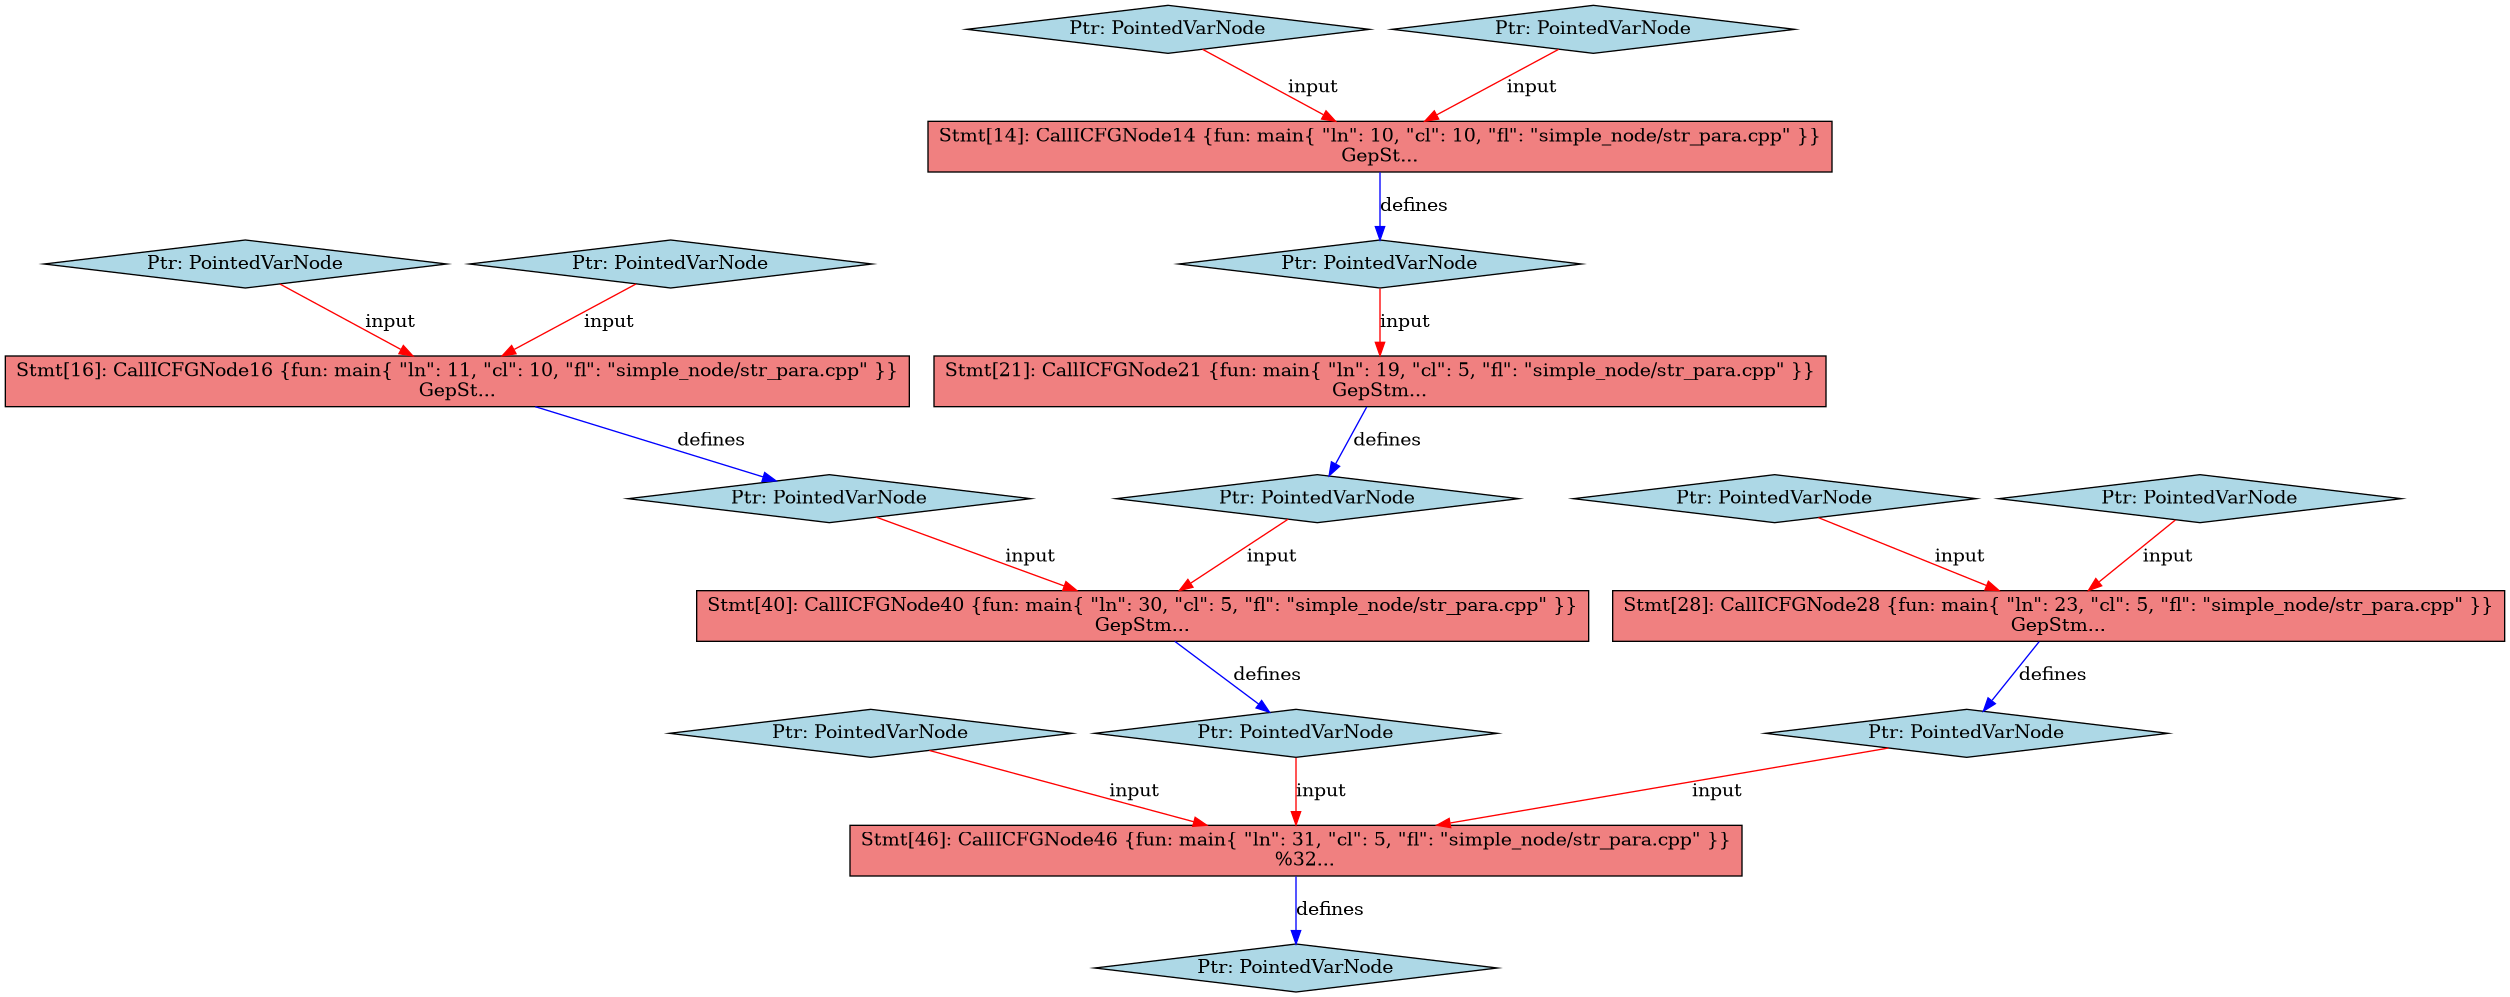 Ptr: PointedVarNode
Ptr: PointedVarNode
input
input
Stmt[14]: CallICFGNode14 {fun: main{ \"ln\": 10, \"cl\": 10, \"fl\": \"simple_node/str_para.cpp\" }}
GepSt...
defines
Ptr: PointedVarNode
Ptr: PointedVarNode
Ptr: PointedVarNode
input
input
input
Stmt[16]: CallICFGNode16 {fun: main{ \"ln\": 11, \"cl\": 10, \"fl\": \"simple_node/str_para.cpp\" }}
GepSt...
Stmt[21]: CallICFGNode21 {fun: main{ \"ln\": 19, \"cl\": 5, \"fl\": \"simple_node/str_para.cpp\" }}
GepStm...
defines
defines
Ptr: PointedVarNode
Ptr: PointedVarNode
Ptr: PointedVarNode
Ptr: PointedVarNode
input
input
input
input
Stmt[40]: CallICFGNode40 {fun: main{ \"ln\": 30, \"cl\": 5, \"fl\": \"simple_node/str_para.cpp\" }}
GepStm...
Stmt[28]: CallICFGNode28 {fun: main{ \"ln\": 23, \"cl\": 5, \"fl\": \"simple_node/str_para.cpp\" }}
GepStm...
defines
defines
Ptr: PointedVarNode
Ptr: PointedVarNode
Ptr: PointedVarNode
input
input
input
Stmt[46]: CallICFGNode46 {fun: main{ \"ln\": 31, \"cl\": 5, \"fl\": \"simple_node/str_para.cpp\" }}
%32...
defines
Ptr: PointedVarNode